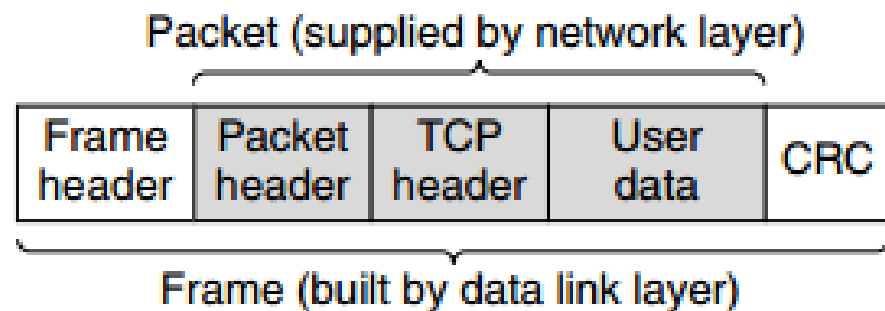 Packet (supplied by network layer)
Frame header
Packet header
TCP header
User data
CRC
Frame (built by data link layer)